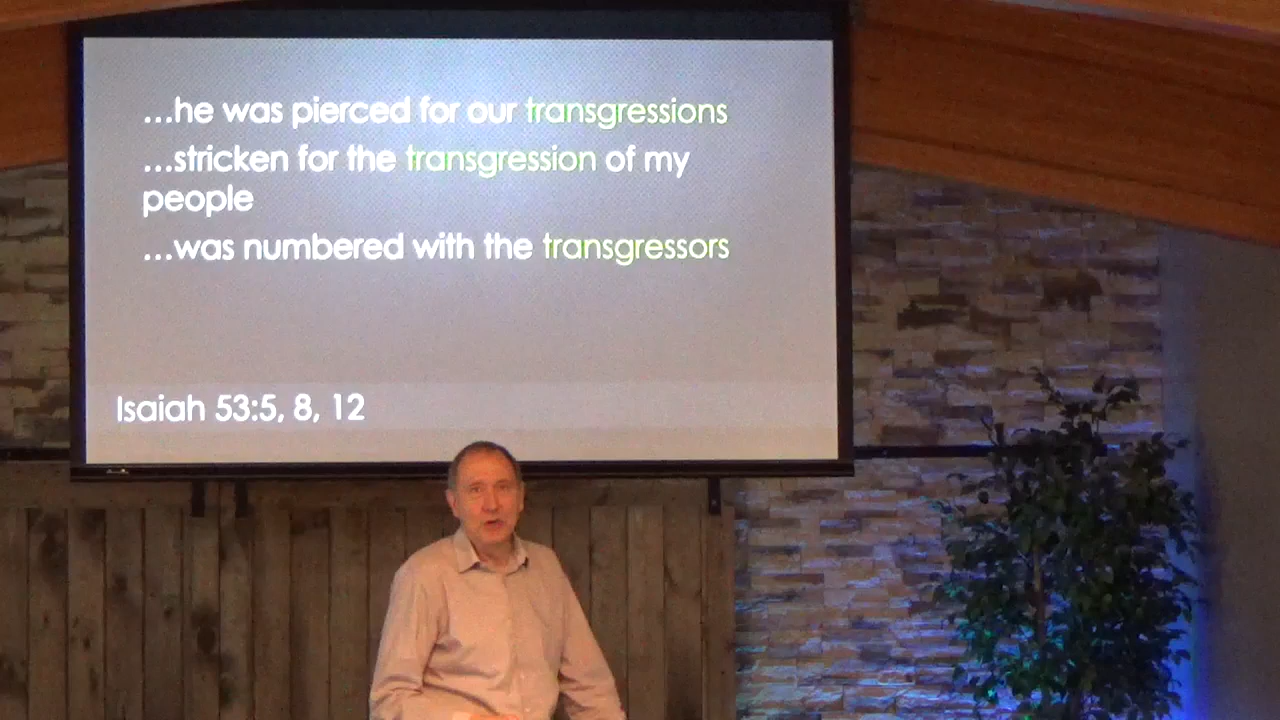 ...he was pierced for our transgressions
...stricken for the transgression of my
people
...was numbered with the transgressors
Isaiah 53:5, 8, 12